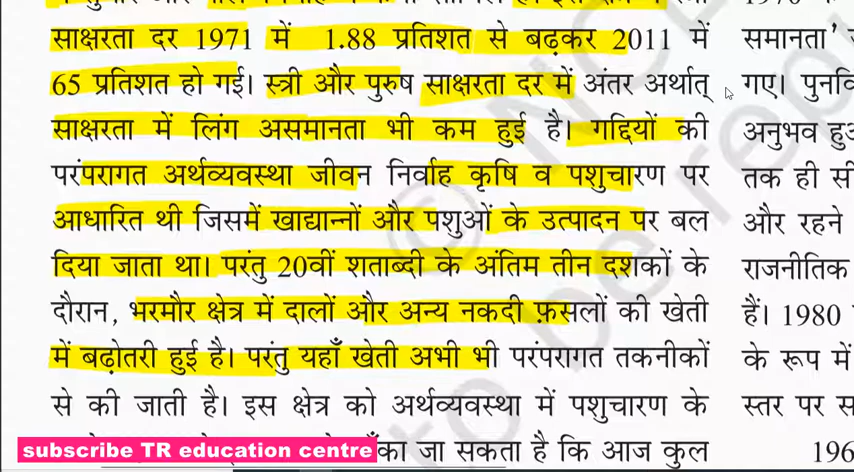 साक्षरता दर 1971 में 1.88 प्रतिशत से बढ़कर 2011 में
65 प्रतिशत हो गई। स्त्री और पुरुष साक्षरता दर में अंतर अर्थात्
साक्षरता में लिंग असमानता भी कम हुई है। गद्दियों की
परंपरागत अर्थव्यवस्था जीवन निर्वाह कृषि व पशुचारण पर
आधारित थी जिसमें खाद्यान्नों और पशुओं के उत्पादन पर बल
दिया जाता था। परंतु 20वीं शताब्दी के अंतिम तीन दशकों के
दौरान, भरमौर क्षेत्र में दालों और अन्य नकदी फ़सलों की खेती
में बढ़ोतरी हुई है। परंतु यहाँ खेती अभी भी परंपरागत तकनीकों
से की जाती है। इस क्षेत्र को अर्थव्यवस्था में पशुचारण के
का जा सकता है कि आज कुल
समानता'
गए।
अनुभव
तक ही
और रहने
राजनीतिक
हैं। 1980
के रूप में
स्तर पर
196
subscribe TR education centre